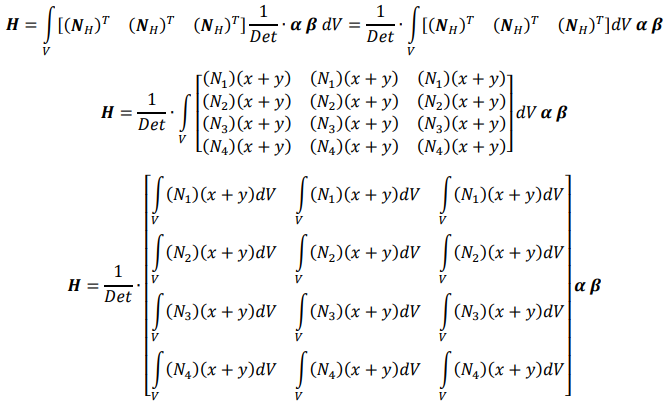 H = ∫_V [(N_H)^T (N_H)^T (N_H)^T] 1/Det · α β dV = 1/Det · ∫_V [(N_H)^T (N_H)^T (N_H)^T] dV α β
H = 1/Det · ∫_V [(N_1)(x + y) (N_1)(x + y) (N_1)(x + y)
(N_2)(x + y) (N_2)(x + y) (N_2)(x + y)
(N_3)(x + y) (N_3)(x + y) (N_3)(x + y)
(N_4)(x + y) (N_4)(x + y) (N_4)(x + y)] dV α β
H = 1/Det · [∫_V (N_1)(x + y)dV ∫_V (N_1)(x + y)dV ∫_V (N_1)(x + y)dV
∫_V (N_2)(x + y)dV ∫_V (N_2)(x + y)dV ∫_V (N_2)(x + y)dV
∫_V (N_3)(x + y)dV ∫_V (N_3)(x + y)dV ∫_V (N_3)(x + y)dV
∫_V (N_4)(x + y)dV ∫_V (N_4)(x + y)dV ∫_V (N_4)(x + y)dV] α β